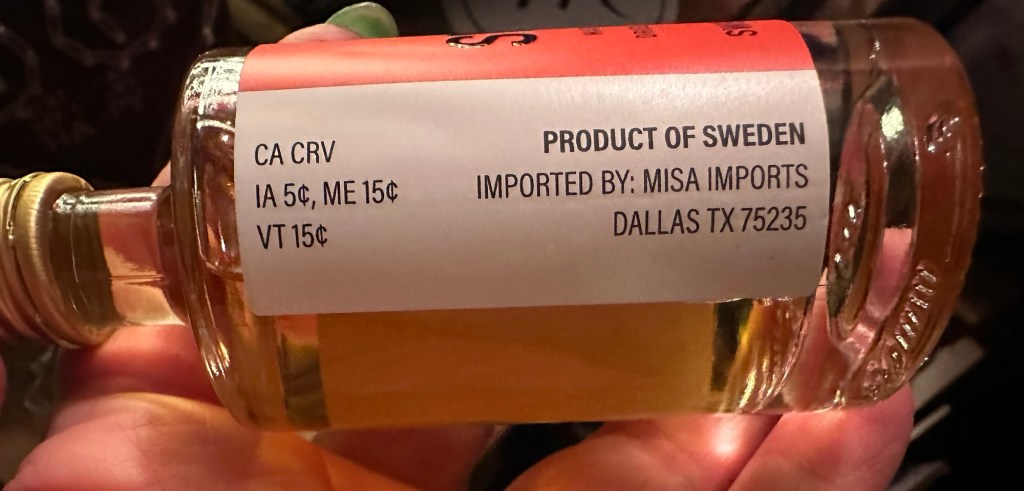 CA CRV
IA 5¢, ME 15¢
VT 15¢
PRODUCT OF SWEDEN
IMPORTED BY: MISA IMPORTS
DALLAS TX 75235